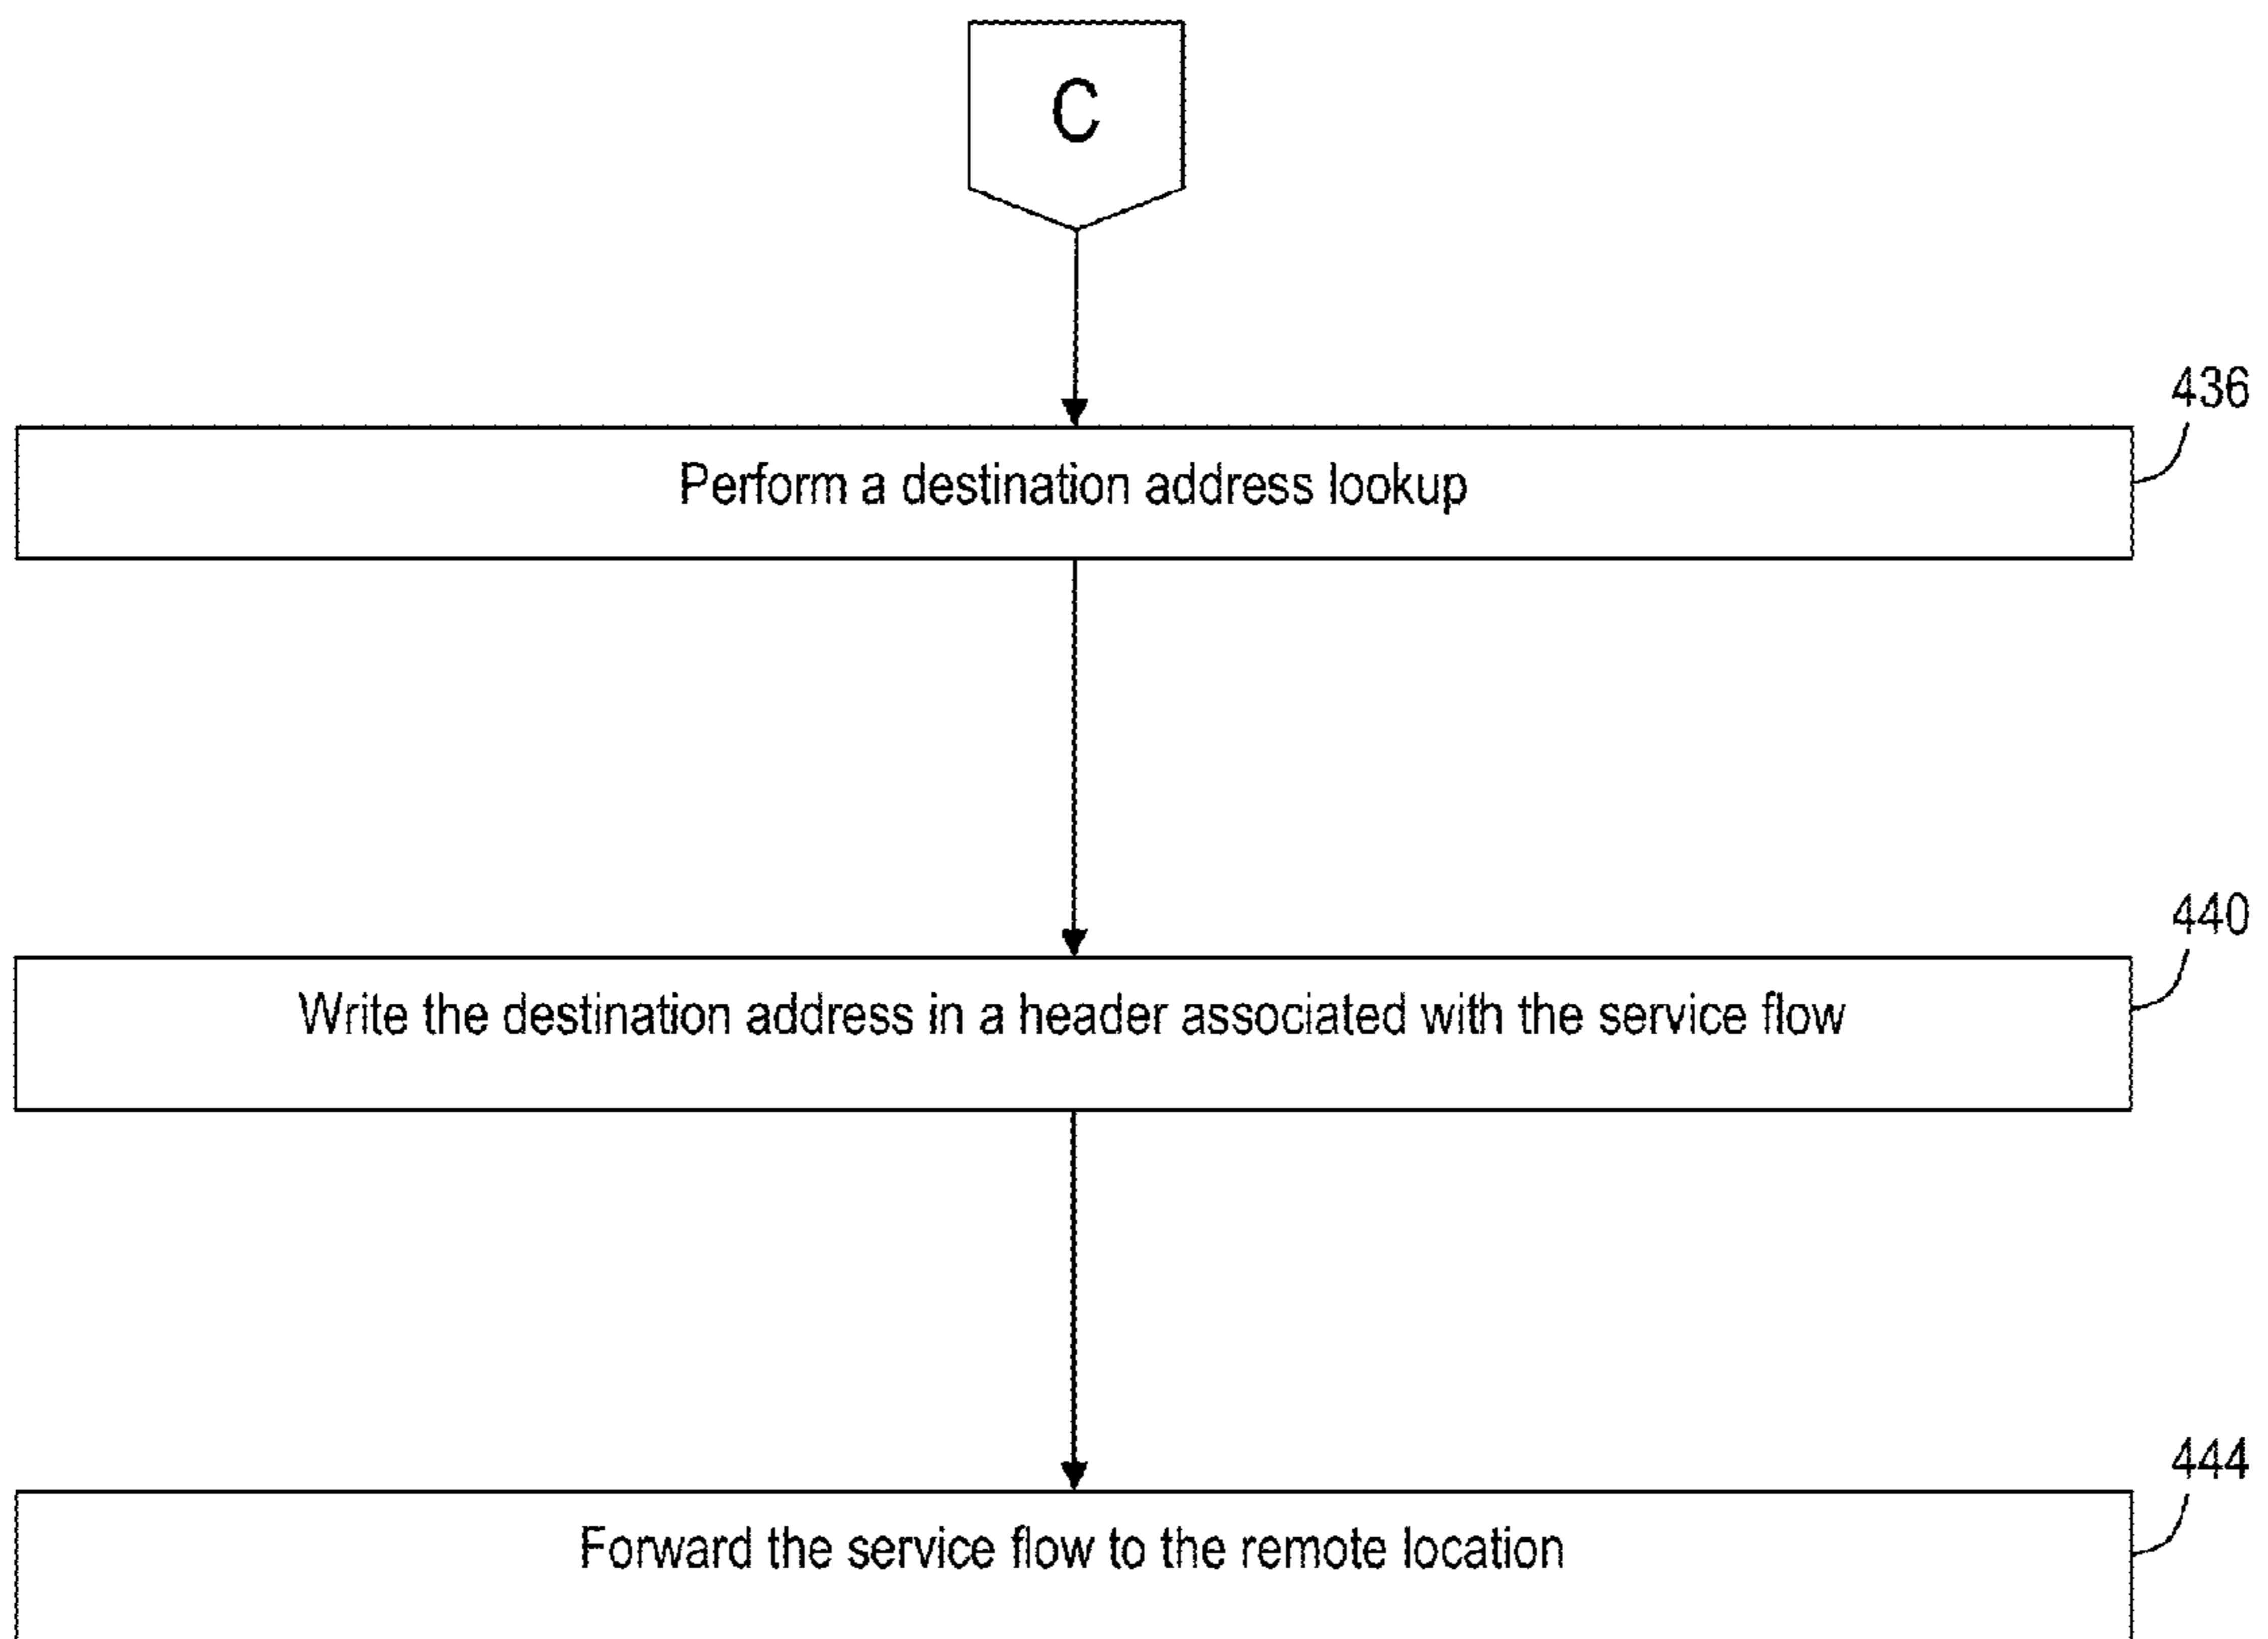 C
436
Perform a destination address lookup
440
Write the destination address in a header associated with the service flow
444
Forward the service flow to the remote location